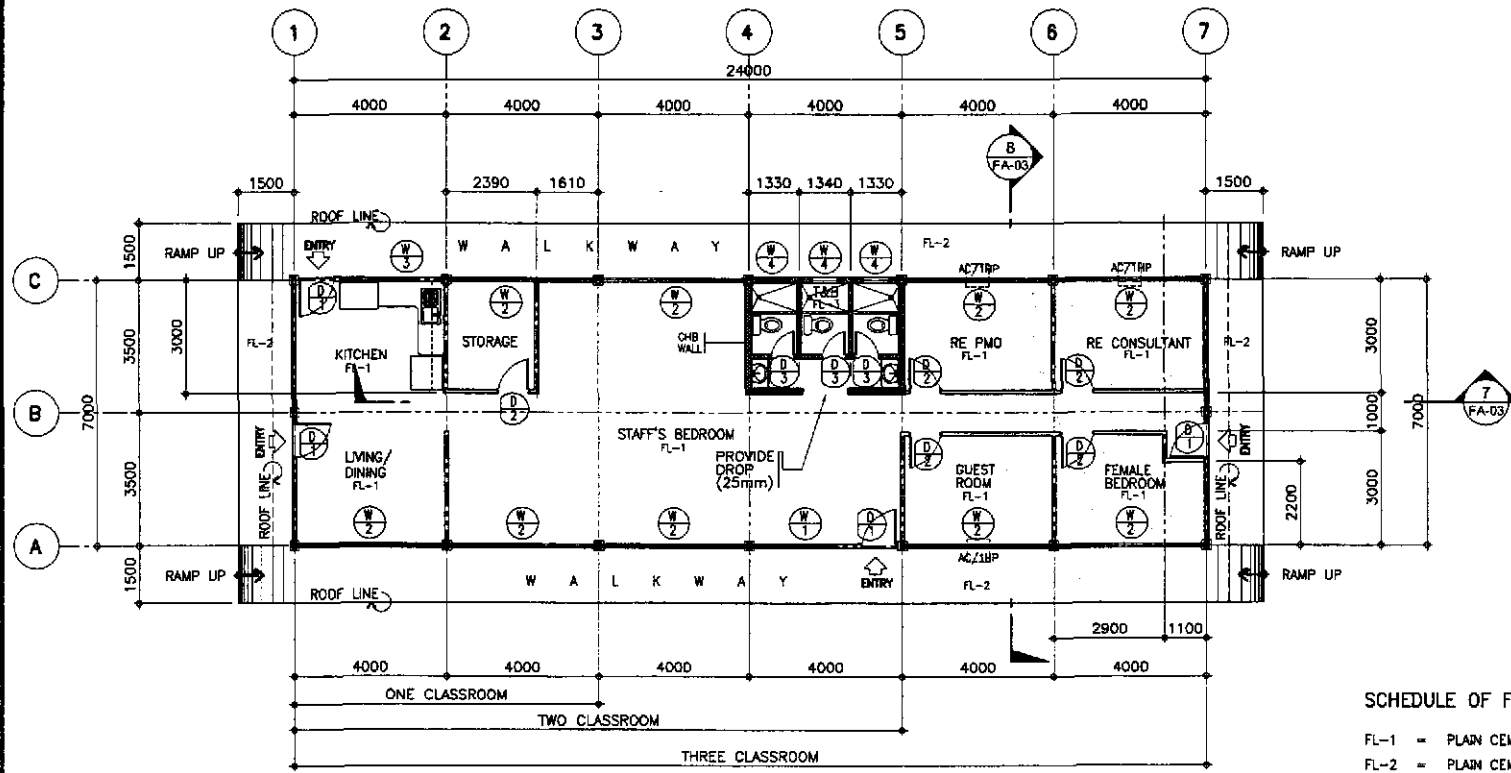 1 2 3 4 5 6 7
24000
4000 4000 4000 4000 4000 4000
B
FA-03
1500 2390 1610 1330 1340 1330 1500
ROOF LINE
RAMP UP ENTRY W 3 W A L K W A Y W 4 W 4 W 4 FL-2 RAMP UP
1500
C
AC/1HP AC/1HP
D 1 W 2 W 2 T&B FL-1 W 2 W 2
3500 3000 FL-2 KITCHEN FL-1 STORAGE CHB WALL RE PMO FL-1 RE CONSULTANT FL-1 FL-2 3000
D 3 D 3 D 3 D 2 D 2
D 2
B
7000 1000 7000
7
FA-03
ENTRY D 1 STAFF'S BEDROOM FL-1 D 1 ENTRY
PROVIDE DROP (25mm)
D 2 D 2
3500 ROOF LINE LIVING/ DINING FL-1 GUEST ROOM FL-1 FEMALE BEDROOM FL-1 ROOF LINE 2200 3000
W 2 W 2 W 2 W 1 D 1 W 2 W 2
A
AC/1HP
1500 RAMP UP W A L K W A Y ENTRY FL-2 RAMP UP
ROOF LINE
2900 1100
4000 4000 4000 4000 4000 4000
ONE CLASSROOM
TWO CLASSROOM
THREE CLASSROOM
SCHEDULE OF F
FL-1 = PLAIN CEM
FL-2 = PLAIN CEM